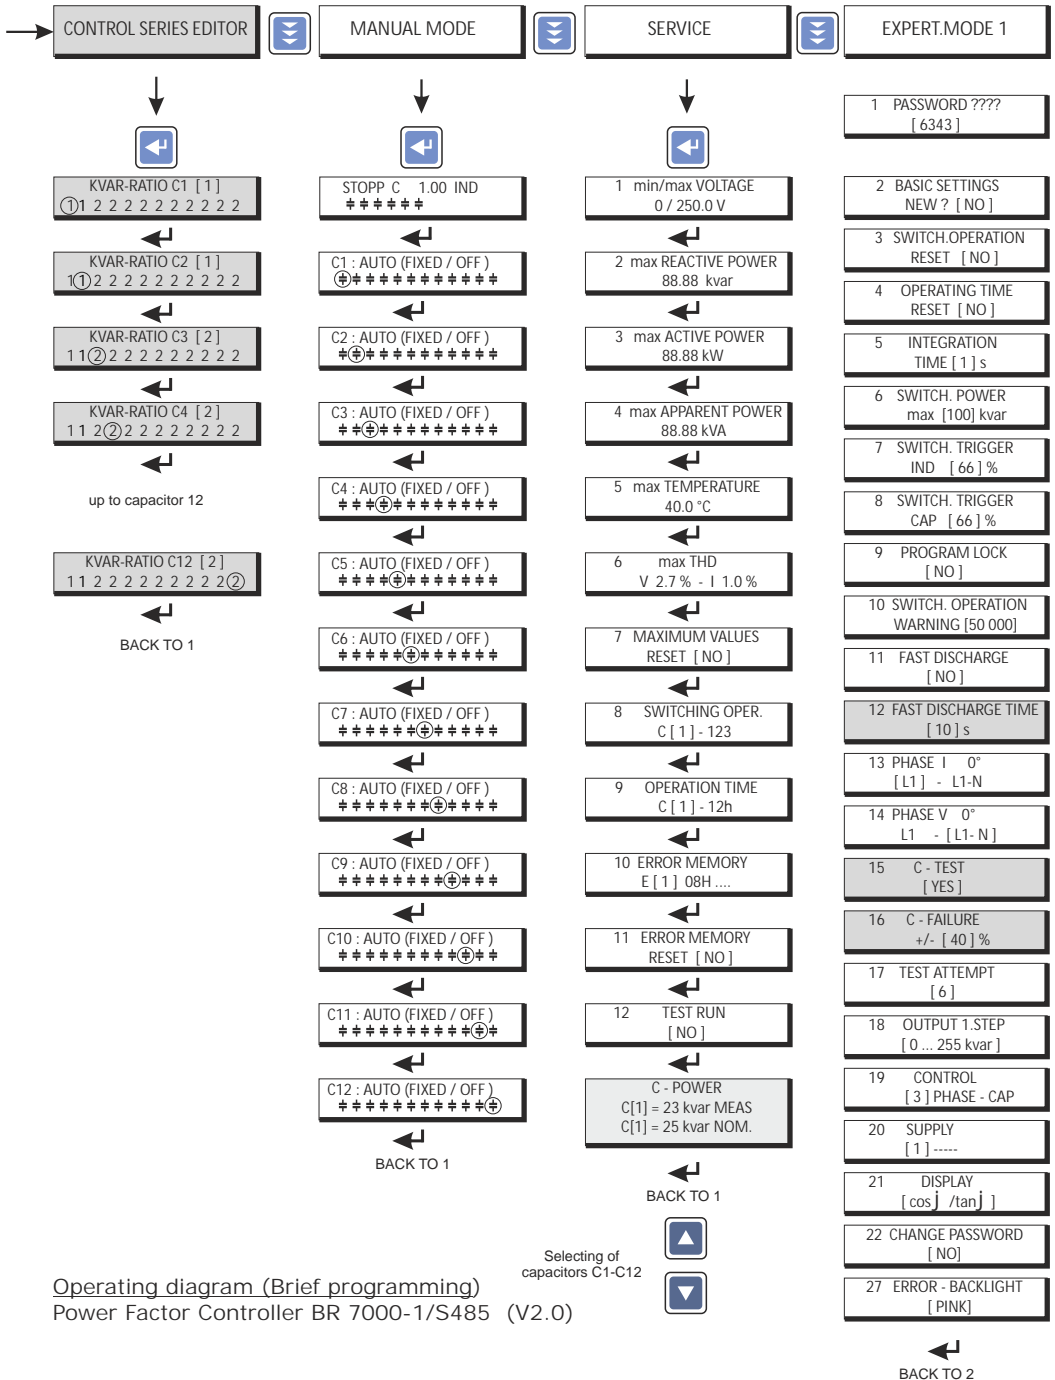 CONTROL SERIES EDITOR
KVAR-RATIO C1 [ 1 ]
1 1 2 2 2 2 2 2 2 2 2 2
KVAR-RATIO C2 [ 1 ]
1 1 2 2 2 2 2 2 2 2 2 2
KVAR-RATIO C3 [ 2 ]
1 1 2 2 2 2 2 2 2 2 2 2
KVAR-RATIO C4 [ 2 ]
1 1 2 2 2 2 2 2 2 2 2 2
up to capacitor 12
KVAR-RATIO C12 [ 2 ]
1 1 2 2 2 2 2 2 2 2 2 2
BACK TO 1
MANUAL MODE
STOPP C 1.00 IND
C1 : AUTO (FIXED / OFF )
C2 : AUTO (FIXED / OFF )
C3 : AUTO (FIXED / OFF )
C4 : AUTO (FIXED / OFF )
C5 : AUTO (FIXED / OFF )
C6 : AUTO (FIXED / OFF )
C7 : AUTO (FIXED / OFF )
C8 : AUTO (FIXED / OFF )
C9 : AUTO (FIXED / OFF )
C10 : AUTO (FIXED / OFF )
C11 : AUTO (FIXED / OFF )
C12 : AUTO (FIXED / OFF )
BACK TO 1
SERVICE
1 min/max VOLTAGE
0 / 250.0 V
2 max REACTIVE POWER
88.88 kvar
3 max ACTIVE POWER
88.88 kW
4 max APPARENT POWER
88.88 kVA
5 max TEMPERATURE
40.0 °C
6 max THD
V 2.7 % - I 1.0 %
7 MAXIMUM VALUES
RESET [ NO ]
8 SWITCHING OPER.
C [ 1 ] - 123
9 OPERATION TIME
C [ 1 ] - 12h
10 ERROR MEMORY
E [ 1 ] 08H ....
11 ERROR MEMORY
RESET [ NO ]
12 TEST RUN
[ NO ]
C - POWER
C[1] = 23 kvar MEAS
C[1] = 25 kvar NOM.
BACK TO 1
Selecting of
capacitors C1-C12
EXPERT.MODE 1
1 PASSWORD ????
[ 6343 ]
2 BASIC SETTINGS
NEW ? [ NO ]
3 SWITCH.OPERATION
RESET [ NO ]
4 OPERATING TIME
RESET [ NO ]
5 INTEGRATION
TIME [ 1 ] s
6 SWITCH. POWER
max [100] kvar
7 SWITCH. TRIGGER
IND [ 66 ] %
8 SWITCH. TRIGGER
CAP [ 66 ] %
9 PROGRAM LOCK
[ NO ]
10 SWITCH. OPERATION
WARNING [50 000]
11 FAST DISCHARGE
[ NO ]
12 FAST DISCHARGE TIME
[ 10 ] s
13 PHASE I 0°
[ L1 ] - L1-N
14 PHASE V 0°
L1 - [ L1- N ]
15 C - TEST
[ YES ]
16 C - FAILURE
+/- [ 40 ] %
17 TEST ATTEMPT
[ 6 ]
18 OUTPUT 1.STEP
[ 0 ... 255 kvar ]
19 CONTROL
[ 3 ] PHASE - CAP
20 SUPPLY
[ 1 ] -----
21 DISPLAY
[ cos j /tan j ]
22 CHANGE PASSWORD
[ NO]
27 ERROR - BACKLIGHT
[ PINK]
BACK TO 2
Operating diagram (Brief programming)
Power Factor Controller BR 7000-1/S485 (V2.0)